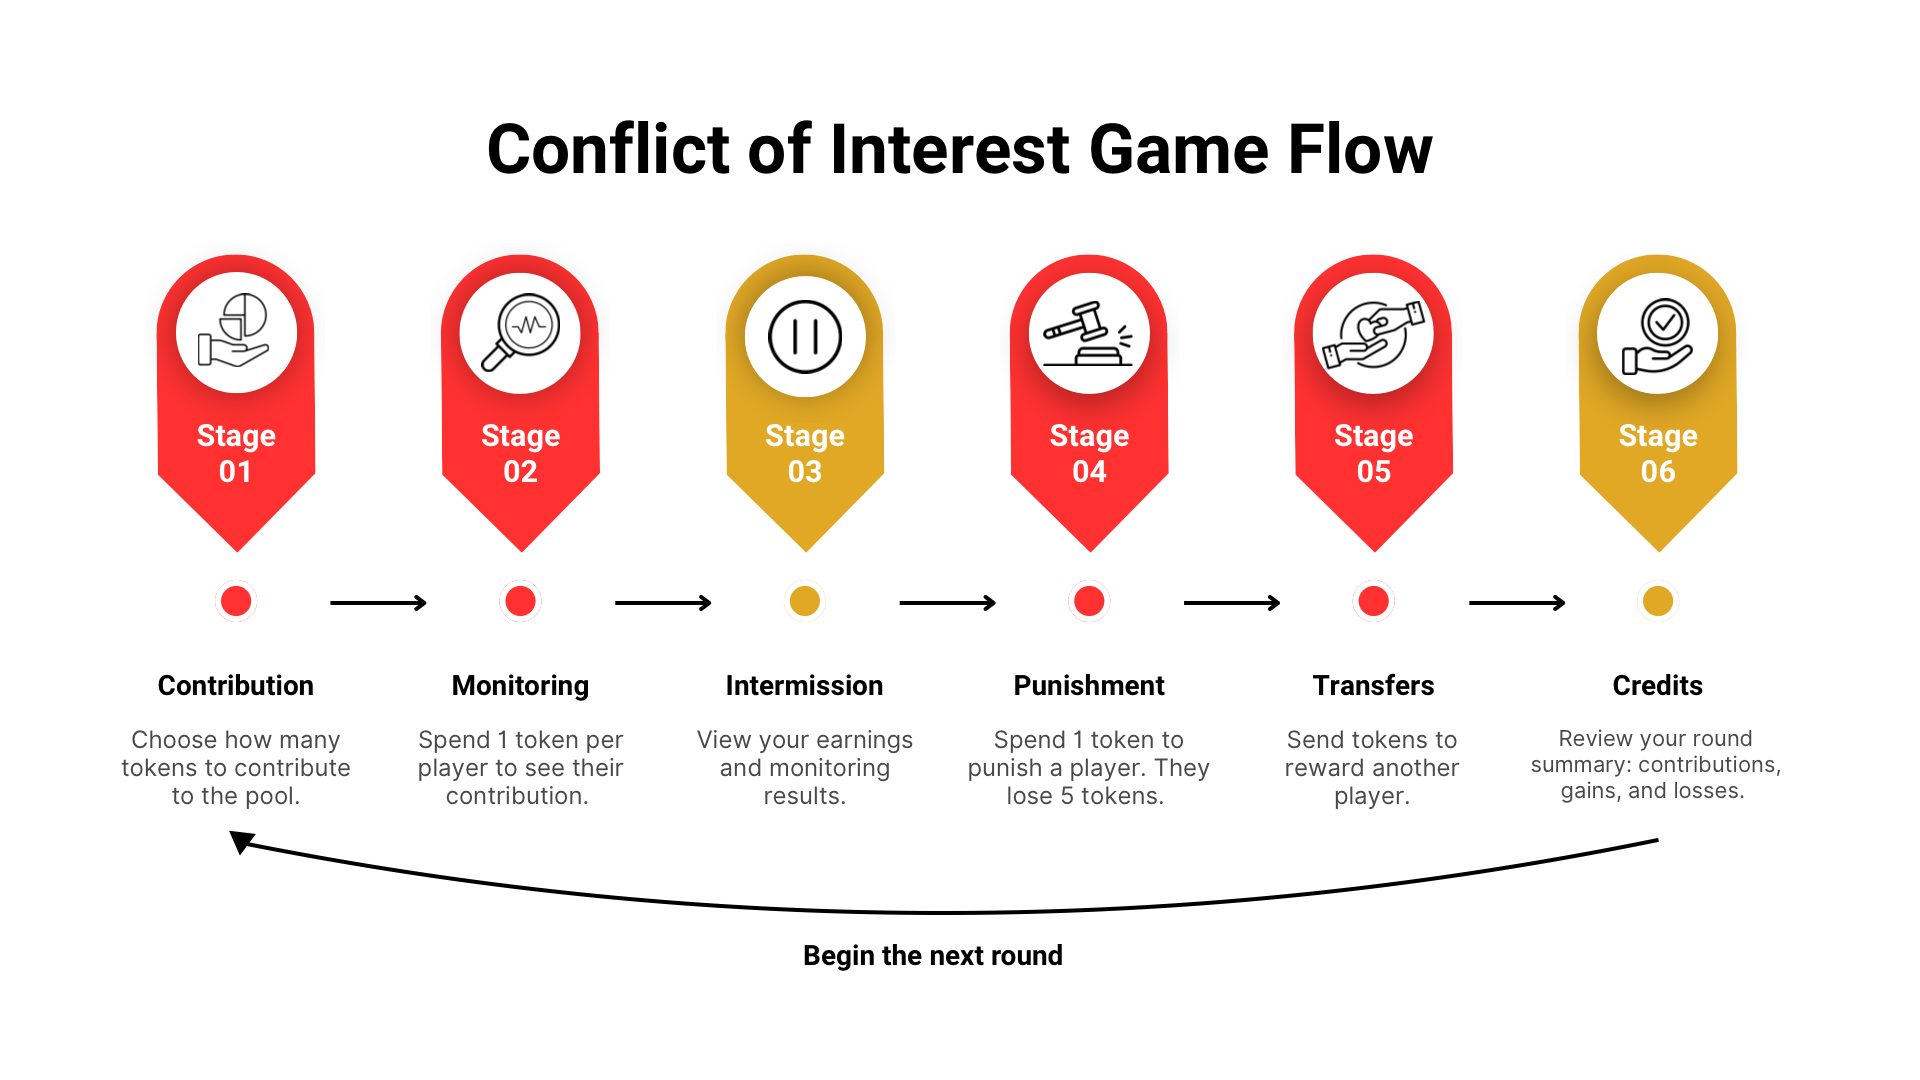 Conflict of Interest Game Flow
Stage
01
Stage
02
Stage
03
Stage
04
Stage
05
Stage
06
Contribution
Choose how many
tokens to contribute
to the pool.
Monitoring
Spend 1 token per
player to see their
contribution.
Intermission
View your earnings
and monitoring
results.
Punishment
Spend 1 token to
punish a player. They
lose 5 tokens.
Transfers
Send tokens to
reward another
player.
Credits
Review your round
summary: contributions,
gains, and losses.
Begin the next round